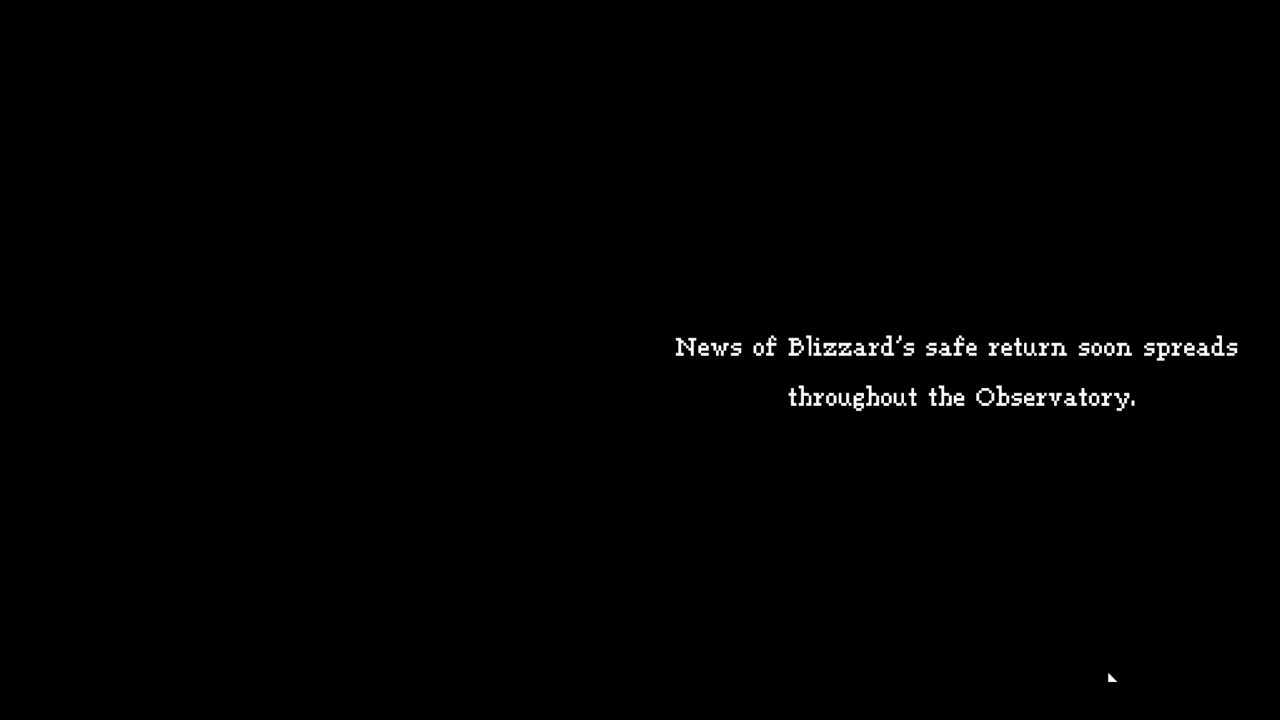 News of Blizzard's safe return soon spreads
throughout the Observatory.